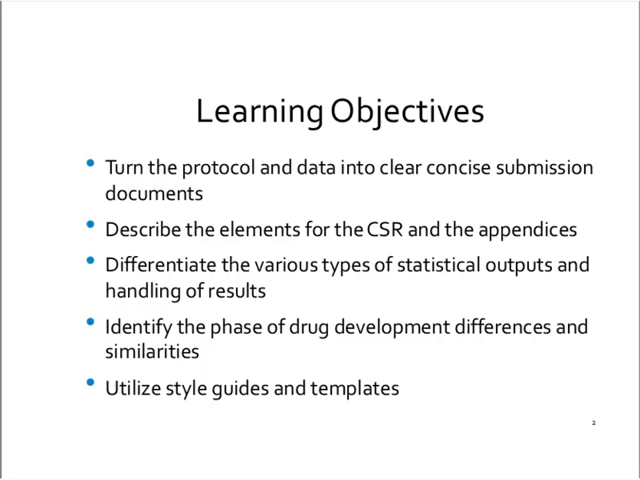 Learning Objectives
• Turn the protocol and data into clear concise submission
documents
• Describe the elements for the CSR and the appendices
• Differentiate the various types of statistical outputs and
handling of results
• Identify the phase of drug development differences and
similarities
• Utilize style guides and templates
2